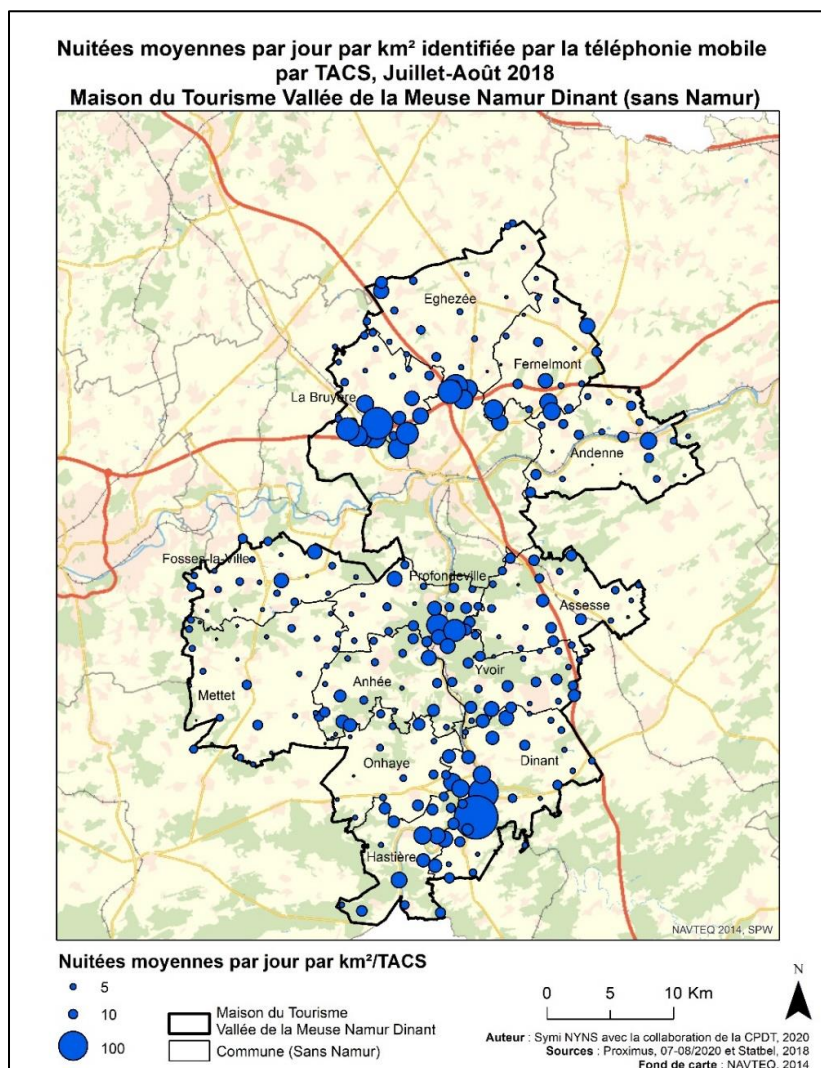 Nuitées moyennes par jour par km² identifiée par la téléphonie mobile
par TACS, Juillet-Août 2018
Maison du Tourisme Vallée de la Meuse Namur Dinant (sans Namur)
Eghezée
Fernelmont
La Bruyère
Andenne
Fosses-la-Ville
Profondeville
Assesse
Yvoir
Anhée
Mettet
Onhaye
Dinant
Hastière
NAVTEQ 2014, SPW
Nuitées moyennes par jour par km²/TACS
5
10
100
Maison du Tourisme
Vallée de la Meuse Namur Dinant
Commune (Sans Namur)
0 5 10 Km
N
Auteur : Symi NYNS avec la collaboration de la CPDT, 2020
Sources : Proximus, 07-08/2020 et Statbel, 2018
Fond de carte : NAVTEQ, 2014